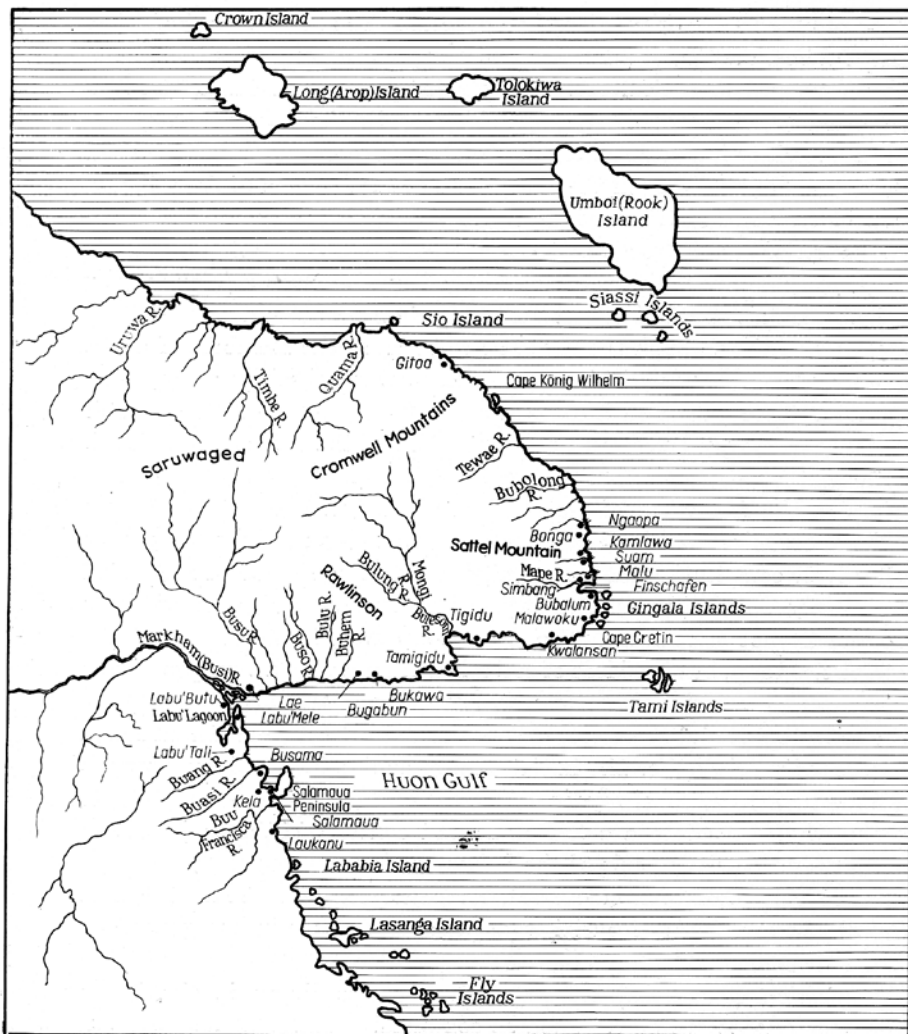 Crown Island
Long (Arop) Island
Tolokiwa
Island
Umboi (Rook)
Island
Siassi Islands
Sio Island
Uruwa R.
Timbe R.
Quama R.
Gitoa
Cape König Wilhelm
Cromwell Mountains
Saruwaged
Tewae R.
Bubolong
R.
Ngaopa
Bonga
Kamlawa
Sattel Mountain
Suam
Mape R.
Malu
Simbang
Finschafen
Bubalum
Gingala Islands
Malawoku
Cape Cretin
Kwalansan
Rawlinson
Bulung R.
Mongi
R.
Tigidu
Tamigidu
Busu R.
Buso R.
Bulu R.
Buhem
R.
Markham (Busi) R.
Bukawa
Bugabun
Tami Islands
Labu'Butu
Lae
Labu'Lagoon
Labu'Mele
Labu'Tali
Busama
Buang R.
Huon Gulf
Buasi R.
Kela
Salamaua
Peninsula
Buu
Salamaua
Francisca
R.
Laukanu
Lababia Island
Lasanga Island
Fly
Islands